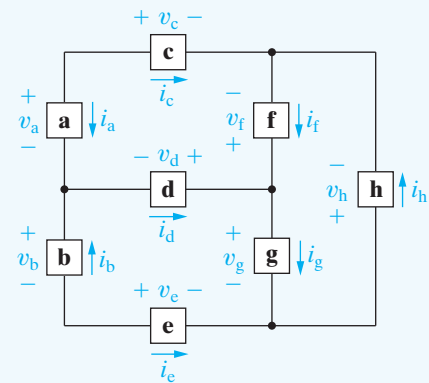 + v_c −
c
i_c
+
v_a
−
a
i_a
−
v_f
+
f
i_f
− v_d +
d
i_d
−
v_h
+
h
i_h
+
v_b
−
b
i_b
+
v_g
−
g
i_g
+ v_e −
e
i_e